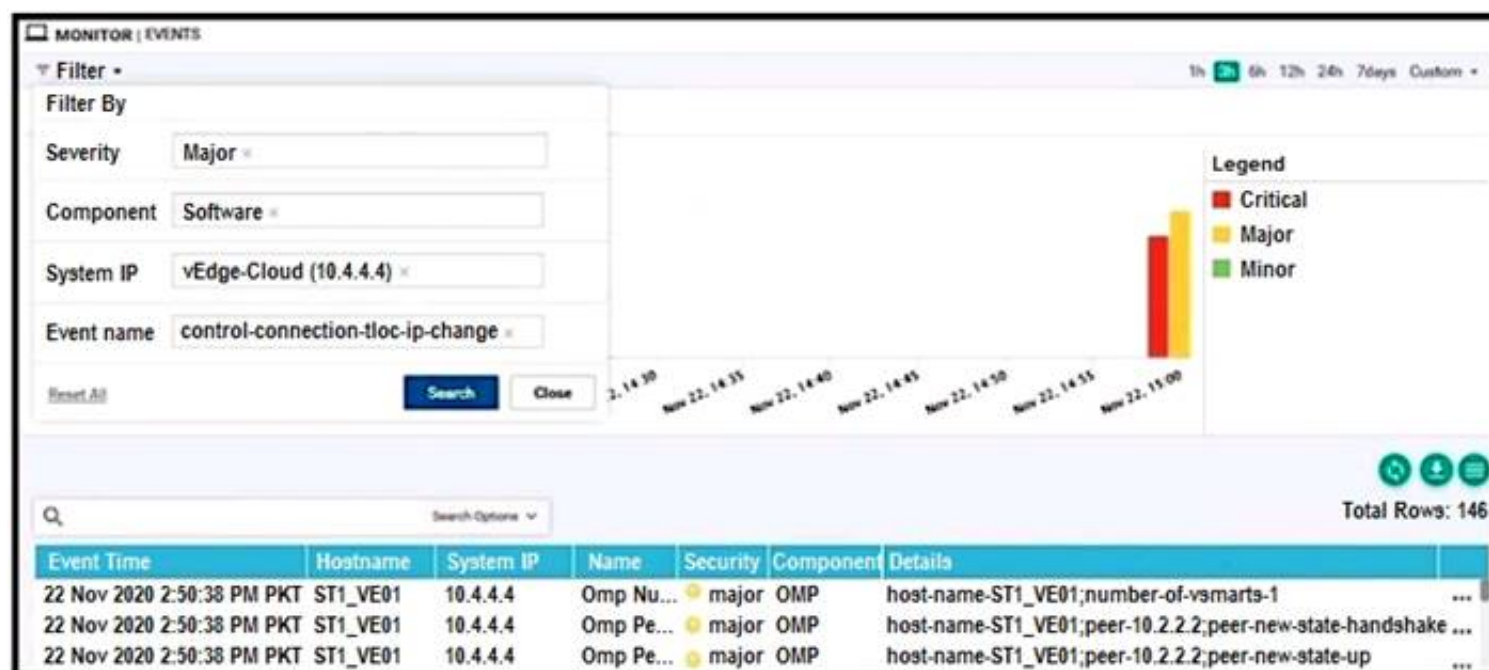 MONITOR | EVENTS
Filter
1h 3h 6h 12h 24h 7days Custom
Filter By
Severity Major ×
Component Software ×
System IP vEdge-Cloud (10.4.4.4) ×
Event name control-connection-tloc-ip-change ×
Reset All Search Close
Legend
Critical
Major
Minor
2, 14:30 Nov 22, 14:35 Nov 22, 14:40 Nov 22, 14:45 Nov 22, 14:50 Nov 22, 14:55 Nov 22, 15:00
Search Options
Total Rows: 146
Event Time Hostname System IP Name Security Component Details
22 Nov 2020 2:50:38 PM PKT ST1_VE01 10.4.4.4 Omp Nu... major OMP host-name-ST1_VE01;number-of-vsmarts-1 ...
22 Nov 2020 2:50:38 PM PKT ST1_VE01 10.4.4.4 Omp Pe... major OMP host-name-ST1_VE01;peer-10.2.2.2;peer-new-state-handshake ...
22 Nov 2020 2:50:38 PM PKT ST1_VE01 10.4.4.4 Omp Pe... major OMP host-name-ST1_VE01;peer-10.2.2.2;peer-new-state-up ...